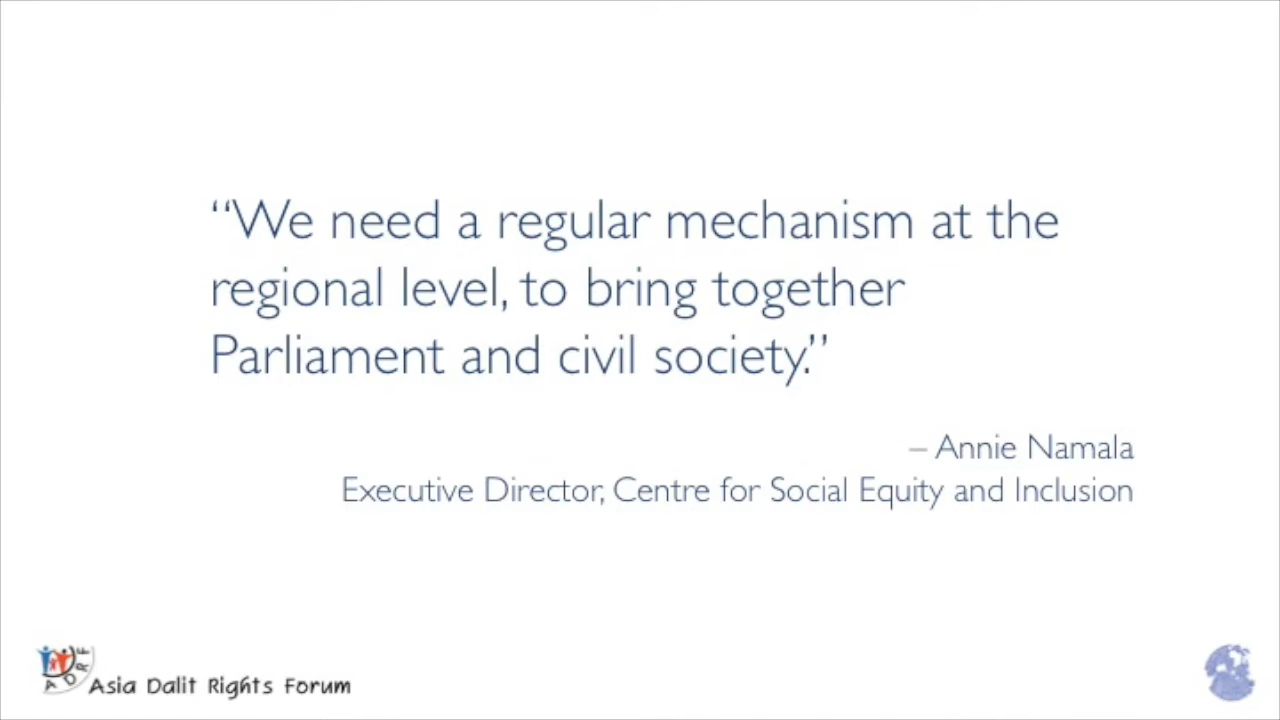 “We need a regular mechanism at the
regional level, to bring together
Parliament and civil society.”
– Annie Namala
Executive Director, Centre for Social Equity and Inclusion
ADRF
Asia Dalit Rights Forum